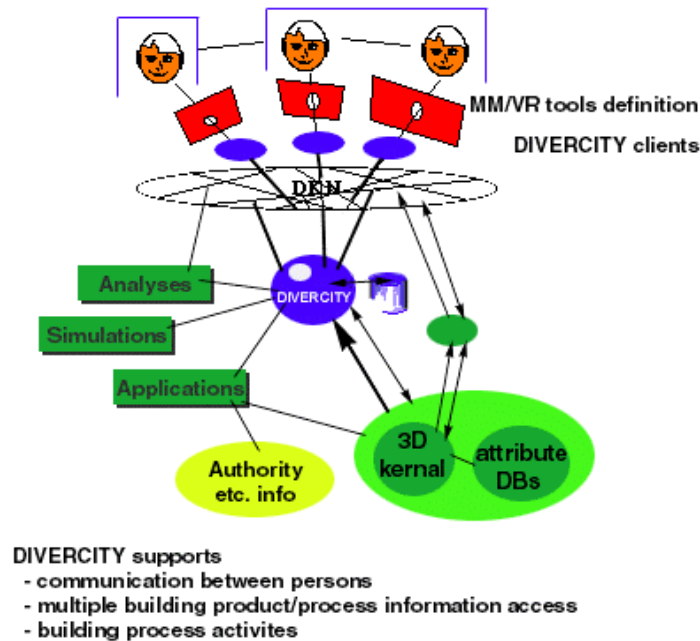 MM/VR tools definition
DIVERCITY clients
DKN
Analyses
DIVERCITY
Simulations
Applications
3D
kernal
attribute
DBs
Authority
etc. info
DIVERCITY supports
- communication between persons
- multiple building product/process information access
- building process activites